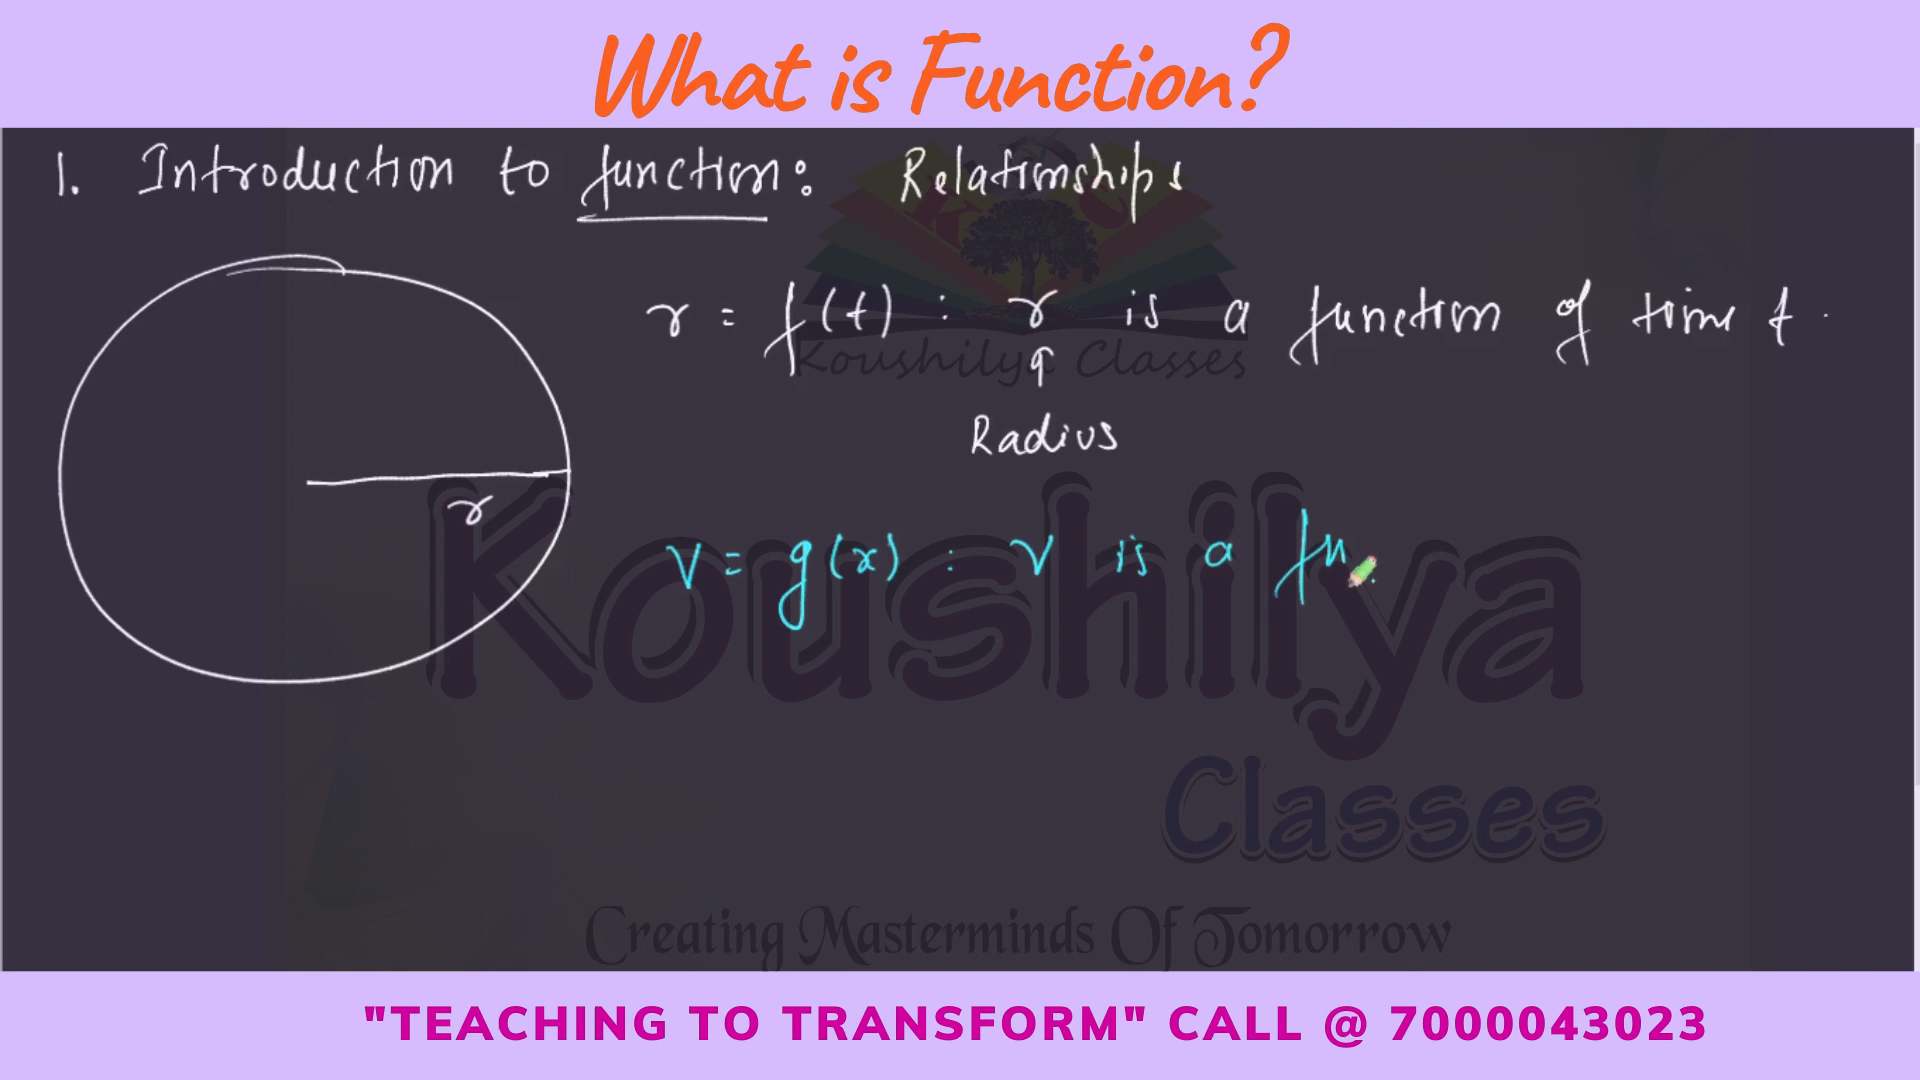 What is Function?
1. Introduction to function: Relationships
r = f(t) : r is a function of time t.
Koushilya Classes
Radius
r
V = g(x) : V is a fun
Koushilya
Classes
Creating Masterminds Of Tomorrow
"TEACHING TO TRANSFORM" CALL @ 7000043023